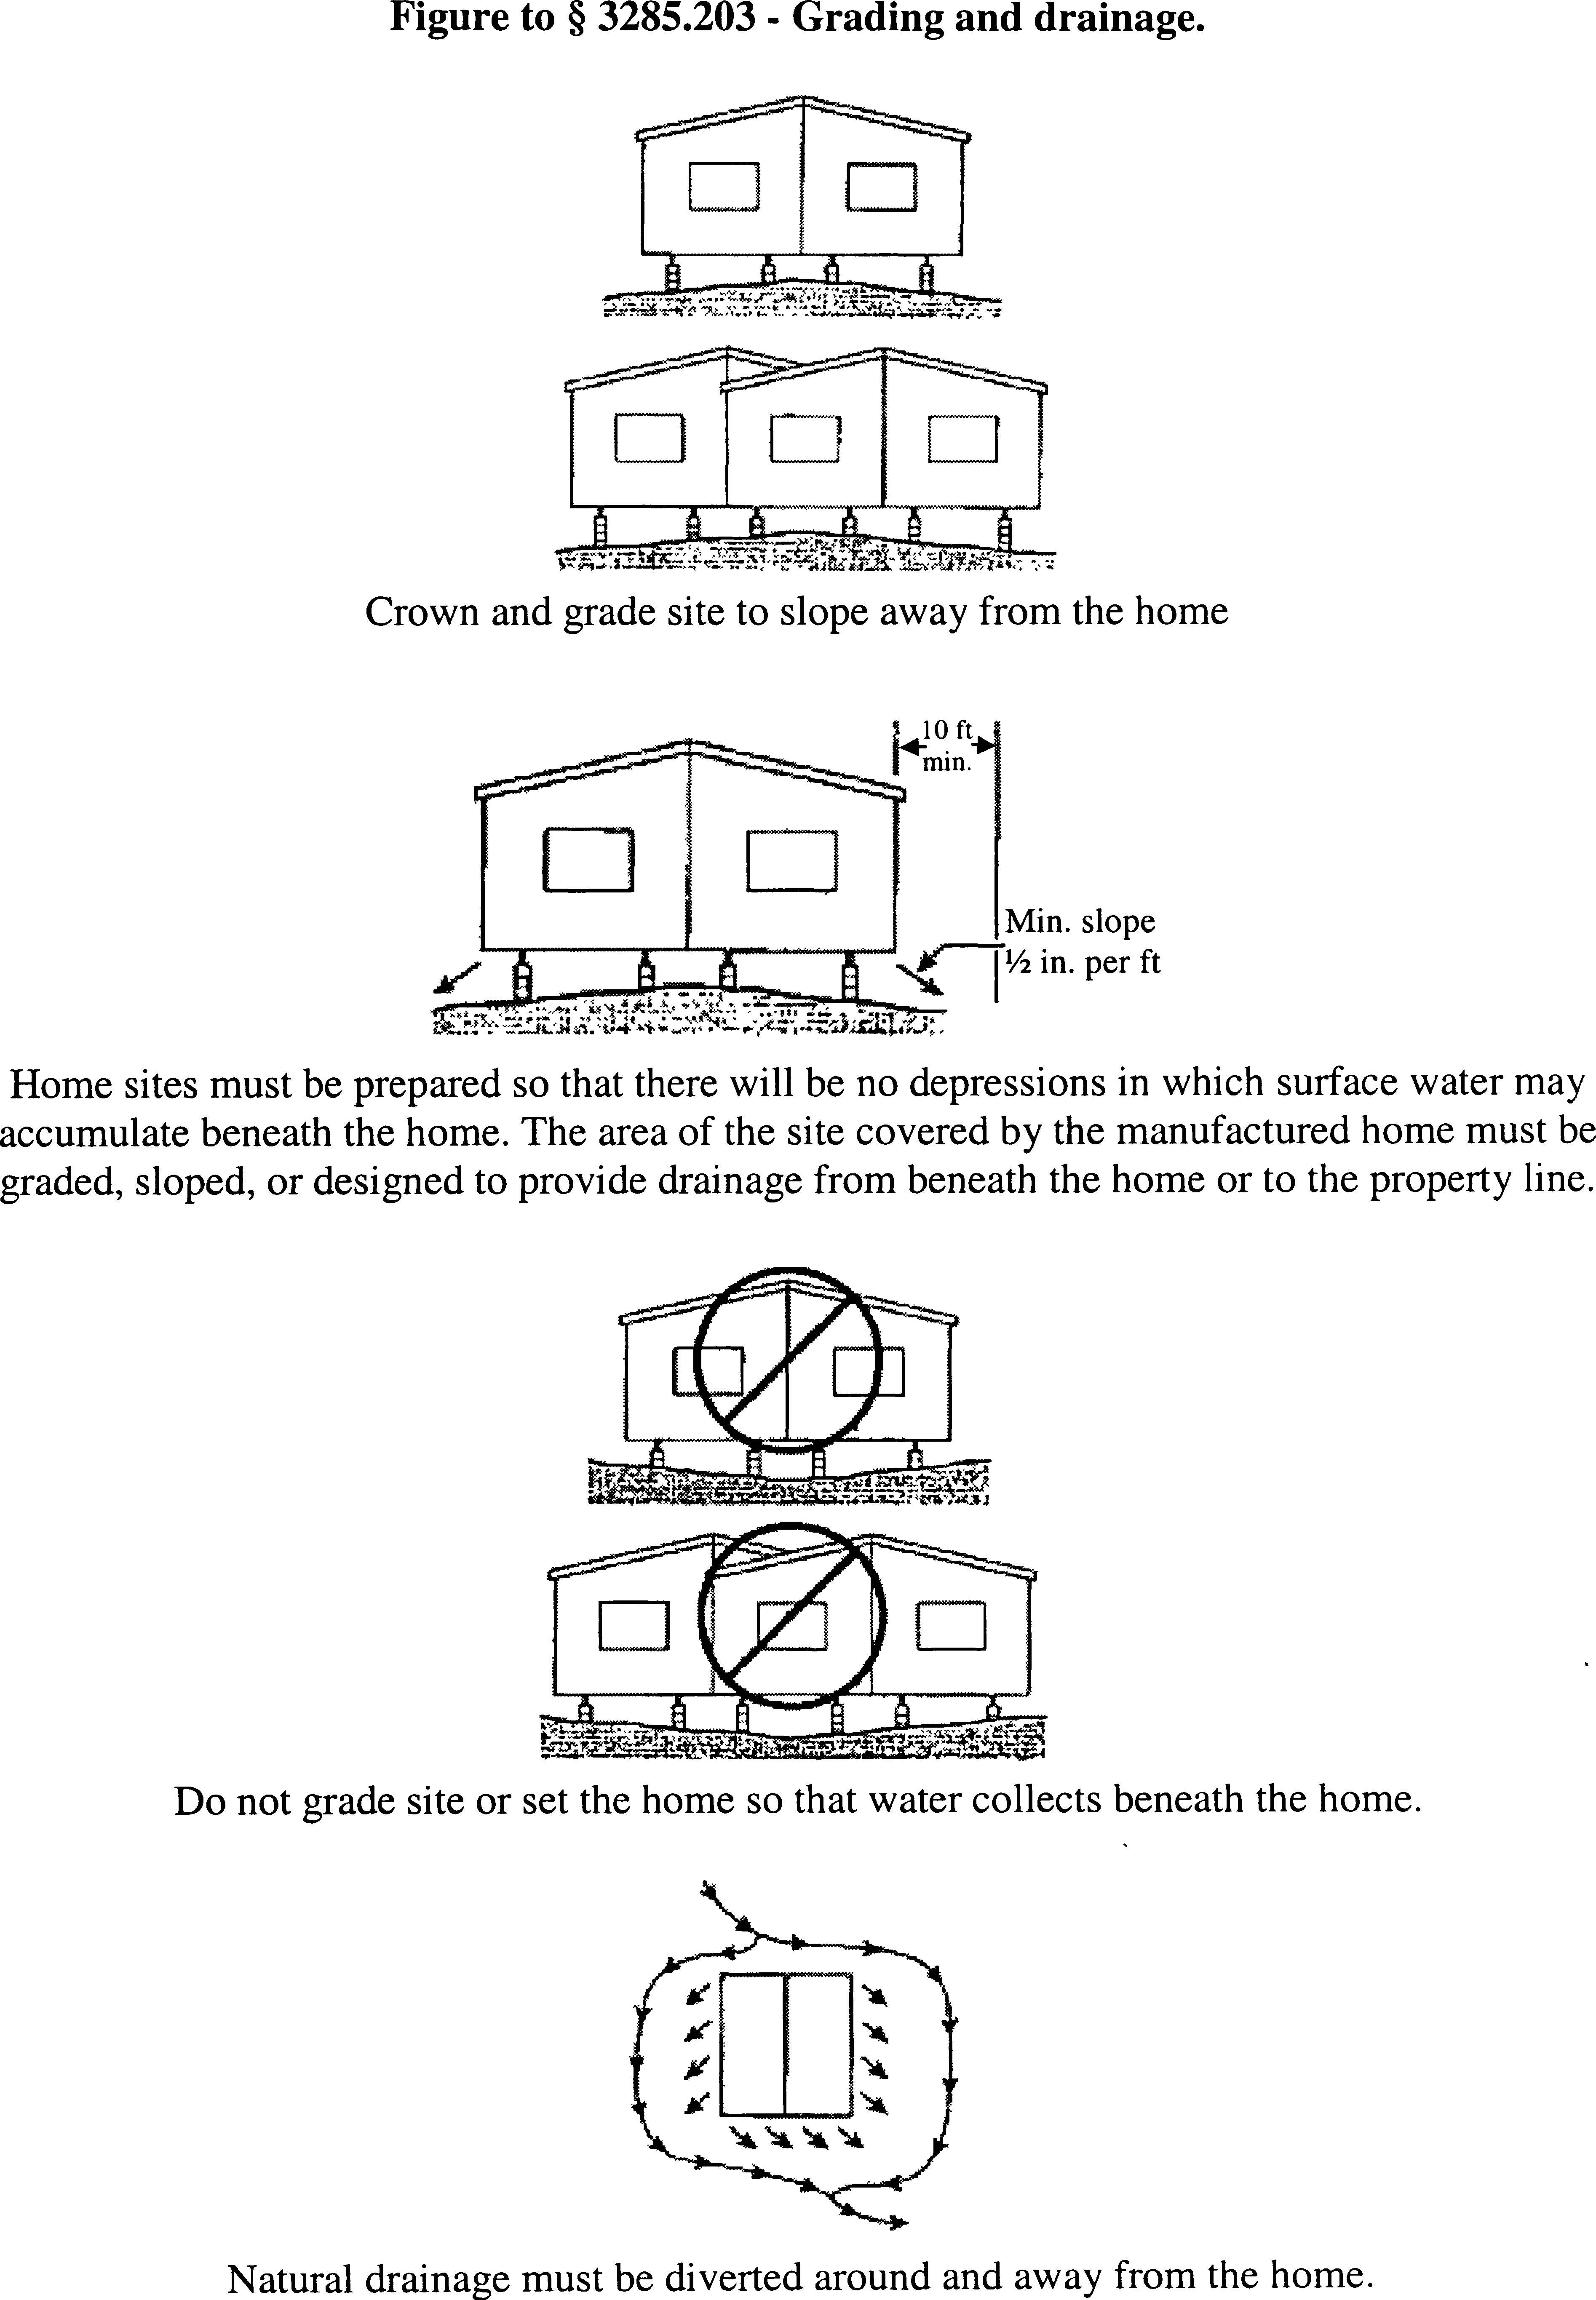 Figure to § 3285.203 - Grading and drainage.
Crown and grade site to slope away from the home
10 ft
min.
Min. slope
½ in. per ft
Home sites must be prepared so that there will be no depressions in which surface water may
accumulate beneath the home. The area of the site covered by the manufactured home must be
graded, sloped, or designed to provide drainage from beneath the home or to the property line.
Do not grade site or set the home so that water collects beneath the home.
Natural drainage must be diverted around and away from the home.